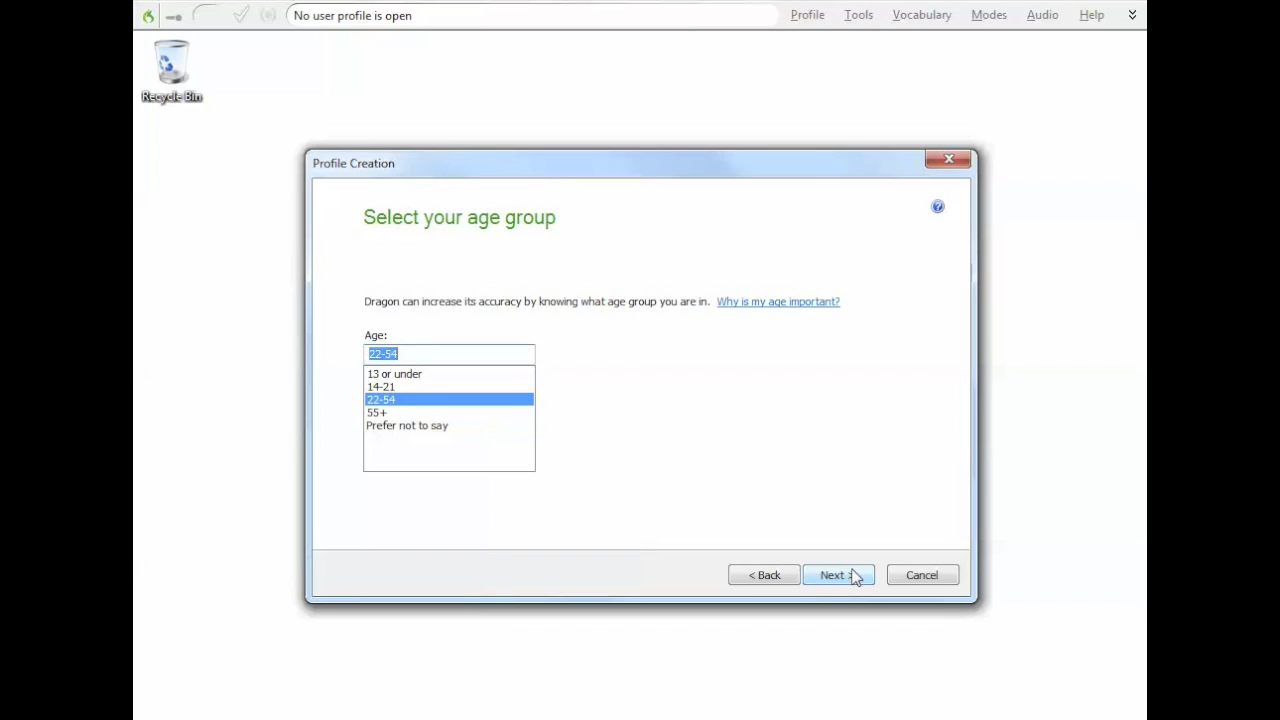 No user profile is open
Profile Tools Vocabulary Modes Audio Help
Recycle Bin
Profile Creation
Select your age group
Dragon can increase its accuracy by knowing what age group you are in. Why is my age important?
Age:
22-54
13 or under
14-21
22-54
55+
Prefer not to say
< Back Next > Cancel